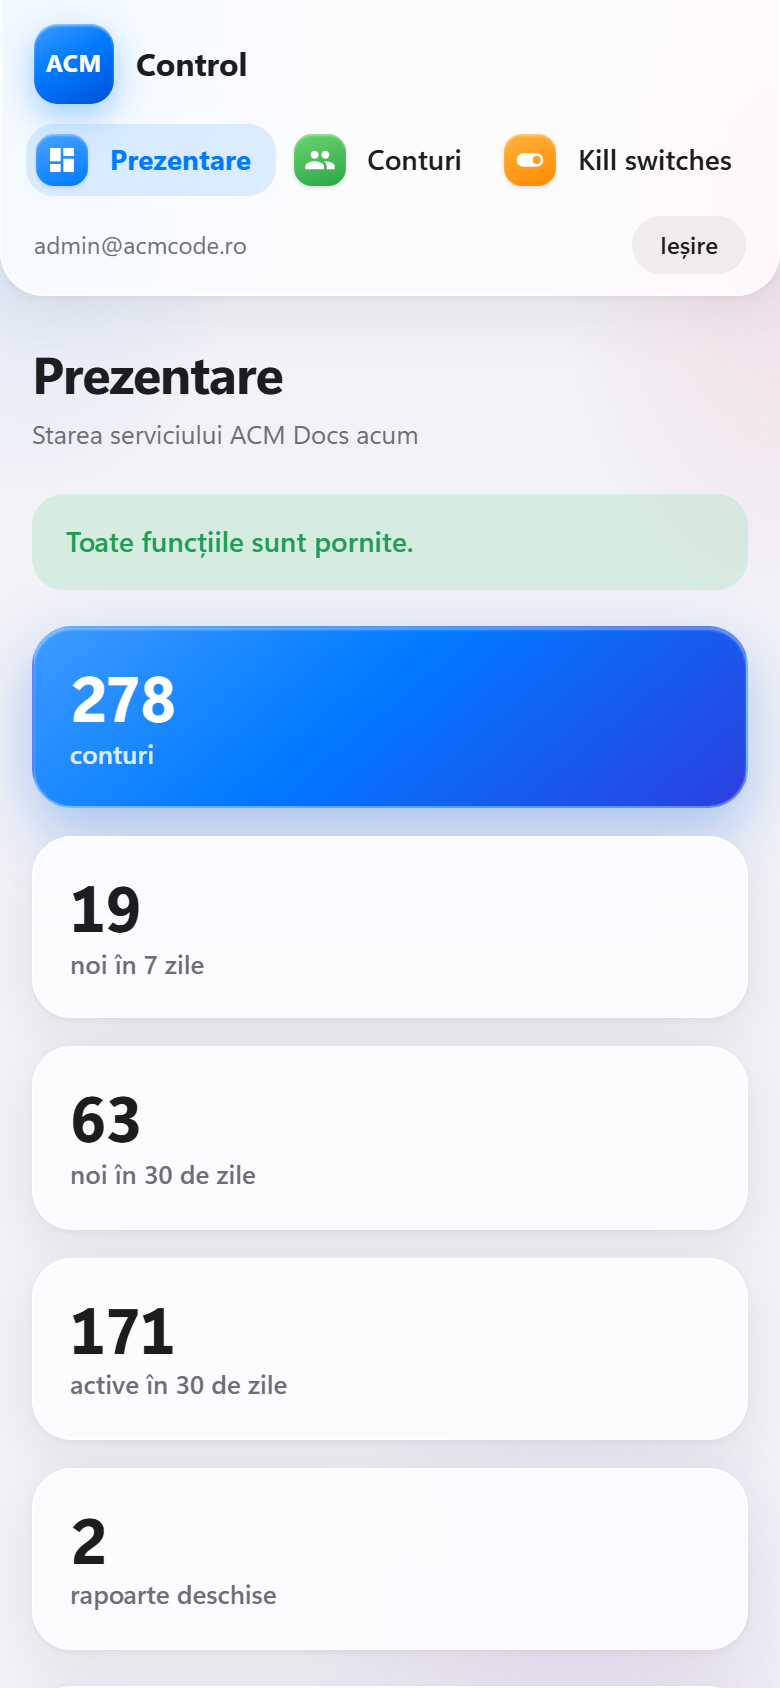 ACM
Control
Prezentare
Conturi
Kill switches
admin@acmcode.ro
Ieșire
Prezentare
Starea serviciului ACM Docs acum
Toate funcțiile sunt pornite.
278
conturi
19
noi în 7 zile
63
noi în 30 de zile
171
active în 30 de zile
2
rapoarte deschise